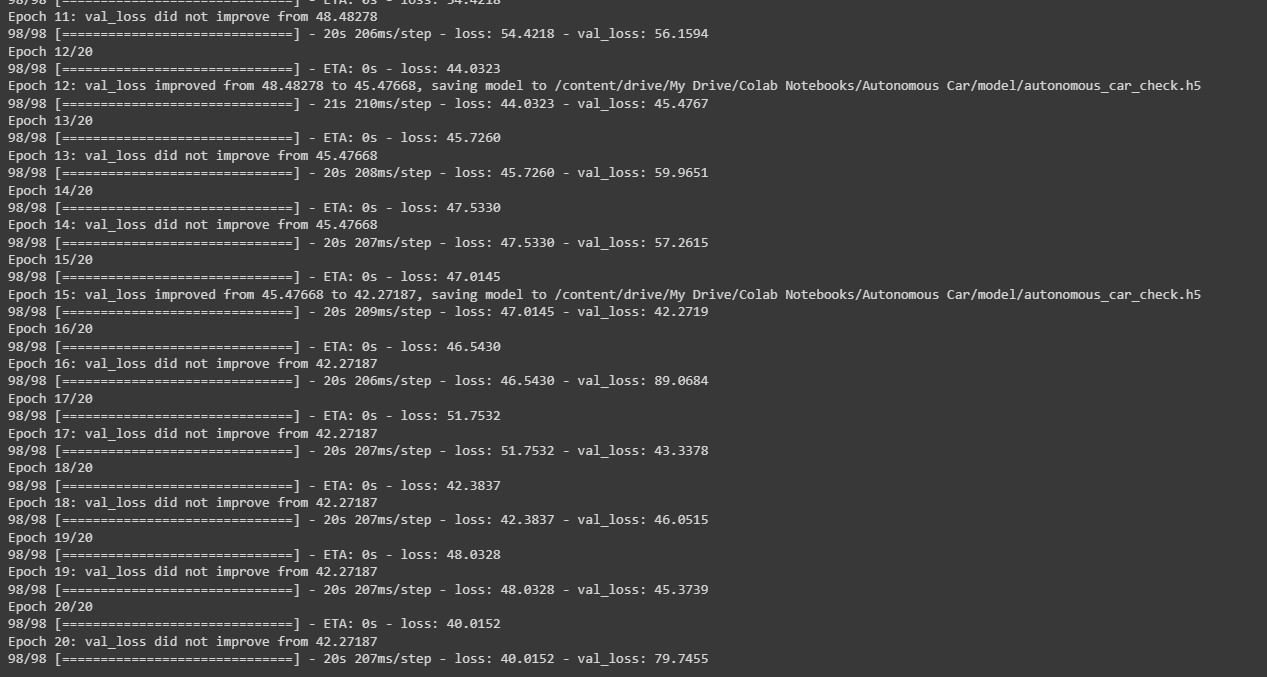 98/98 [==============================] - ETA: 0s - loss: 54.4218
Epoch 11: val_loss did not improve from 48.48278
98/98 [==============================] - 20s 206ms/step - loss: 54.4218 - val_loss: 56.1594
Epoch 12/20
98/98 [==============================] - ETA: 0s - loss: 44.0323
Epoch 12: val_loss improved from 48.48278 to 45.47668, saving model to /content/drive/My Drive/Colab Notebooks/Autonomous Car/model/autonomous_car_check.h5
98/98 [==============================] - 21s 210ms/step - loss: 44.0323 - val_loss: 45.4767
Epoch 13/20
98/98 [==============================] - ETA: 0s - loss: 45.7260
Epoch 13: val_loss did not improve from 45.47668
98/98 [==============================] - 20s 208ms/step - loss: 45.7260 - val_loss: 59.9651
Epoch 14/20
98/98 [==============================] - ETA: 0s - loss: 47.5330
Epoch 14: val_loss did not improve from 45.47668
98/98 [==============================] - 20s 207ms/step - loss: 47.5330 - val_loss: 57.2615
Epoch 15/20
98/98 [==============================] - ETA: 0s - loss: 47.0145
Epoch 15: val_loss improved from 45.47668 to 42.27187, saving model to /content/drive/My Drive/Colab Notebooks/Autonomous Car/model/autonomous_car_check.h5
98/98 [==============================] - 20s 209ms/step - loss: 47.0145 - val_loss: 42.2719
Epoch 16/20
98/98 [==============================] - ETA: 0s - loss: 46.5430
Epoch 16: val_loss did not improve from 42.27187
98/98 [==============================] - 20s 206ms/step - loss: 46.5430 - val_loss: 89.0684
Epoch 17/20
98/98 [==============================] - ETA: 0s - loss: 51.7532
Epoch 17: val_loss did not improve from 42.27187
98/98 [==============================] - 20s 207ms/step - loss: 51.7532 - val_loss: 43.3378
Epoch 18/20
98/98 [==============================] - ETA: 0s - loss: 42.3837
Epoch 18: val_loss did not improve from 42.27187
98/98 [==============================] - 20s 207ms/step - loss: 42.3837 - val_loss: 46.0515
Epoch 19/20
98/98 [==============================] - ETA: 0s - loss: 48.0328
Epoch 19: val_loss did not improve from 42.27187
98/98 [==============================] - 20s 207ms/step - loss: 48.0328 - val_loss: 45.3739
Epoch 20/20
98/98 [==============================] - ETA: 0s - loss: 40.0152
Epoch 20: val_loss did not improve from 42.27187
98/98 [==============================] - 20s 207ms/step - loss: 40.0152 - val_loss: 79.7455